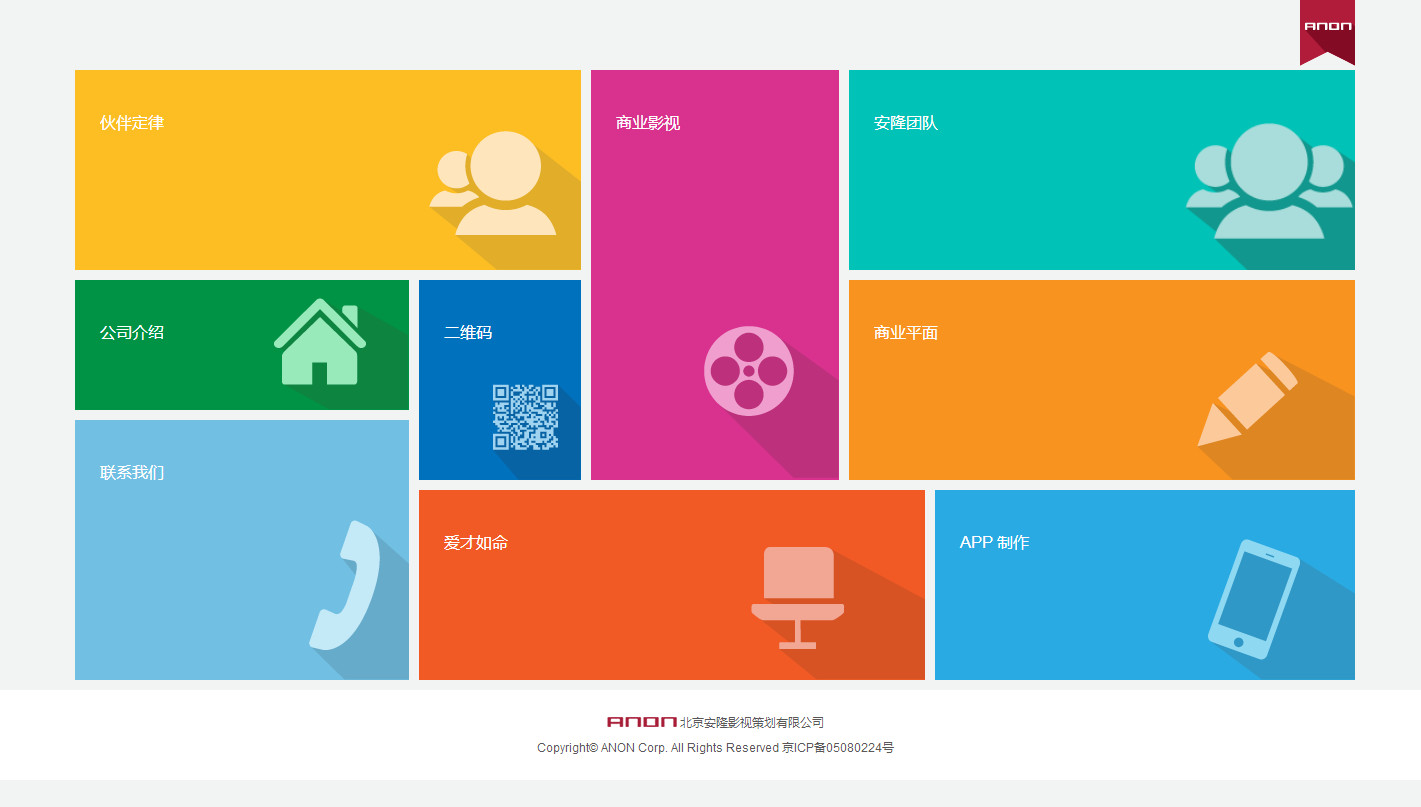 ANON
伙伴定律
商业影视
安隆团队
公司介绍
二维码
商业平面
联系我们
爱才如命
APP 制作
ANON 北京安隆影视策划有限公司
Copyright© ANON Corp. All Rights Reserved 京ICP备05080224号